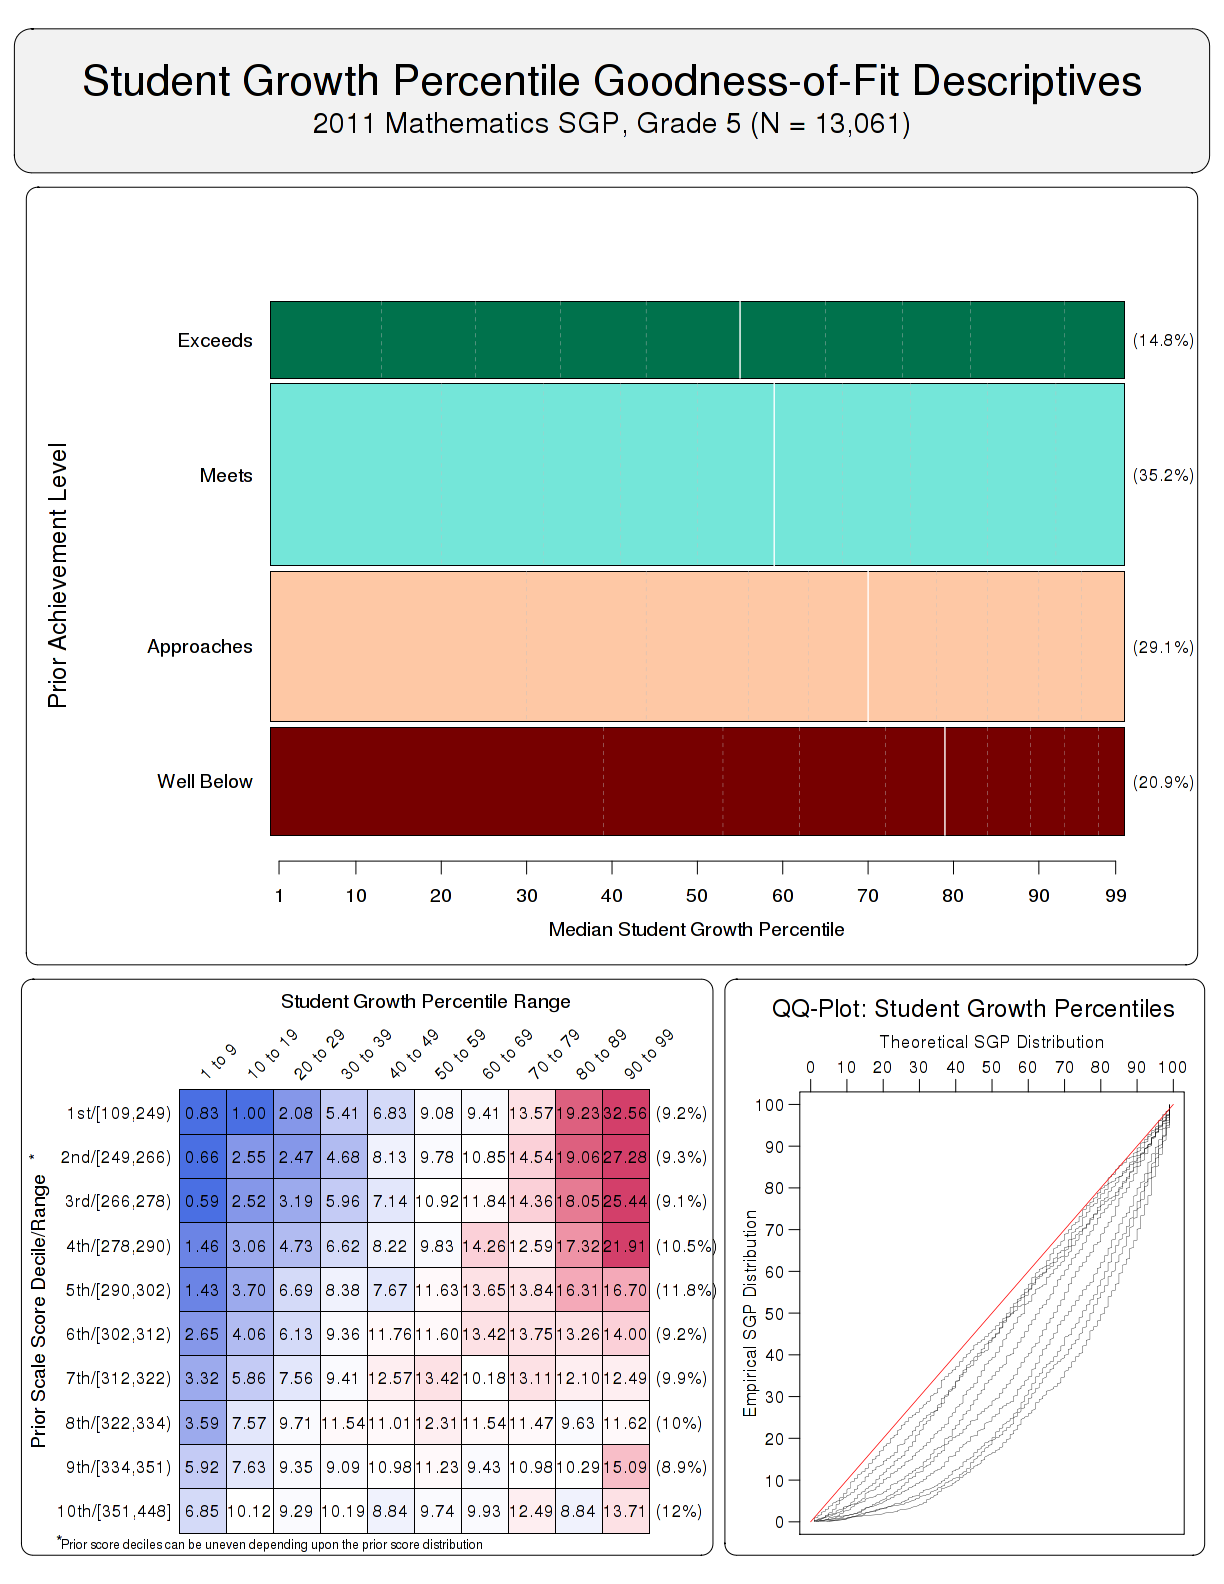 Student Growth Percentile Goodness-of-Fit Descriptives
2011 Mathematics SGP, Grade 5 (N = 13,061)
Prior Achievement Level
Exceeds (14.8%)
Meets (35.2%)
Approaches (29.1%)
Well Below (20.9%)
1 10 20 30 40 50 60 70 80 90 99
Median Student Growth Percentile
Student Growth Percentile Range
1 to 9 10 to 19 20 to 29 30 to 39 40 to 49 50 to 59 60 to 69 70 to 79 80 to 89 90 to 99
Prior Scale Score Decile/Range *
1st/[109,249) 0.83 1.00 2.08 5.41 6.83 9.08 9.41 13.57 19.23 32.56 (9.2%)
2nd/[249,266) 0.66 2.55 2.47 4.68 8.13 9.78 10.85 14.54 19.06 27.28 (9.3%)
3rd/[266,278) 0.59 2.52 3.19 5.96 7.14 10.92 11.84 14.36 18.05 25.44 (9.1%)
4th/[278,290) 1.46 3.06 4.73 6.62 8.22 9.83 14.26 12.59 17.32 21.91 (10.5%)
5th/[290,302) 1.43 3.70 6.69 8.38 7.67 11.63 13.65 13.84 16.31 16.70 (11.8%)
6th/[302,312) 2.65 4.06 6.13 9.36 11.76 11.60 13.42 13.75 13.26 14.00 (9.2%)
7th/[312,322) 3.32 5.86 7.56 9.41 12.57 13.42 10.18 13.11 12.10 12.49 (9.9%)
8th/[322,334) 3.59 7.57 9.71 11.54 11.01 12.31 11.54 11.47 9.63 11.62 (10%)
9th/[334,351) 5.92 7.63 9.35 9.09 10.98 11.23 9.43 10.98 10.29 15.09 (8.9%)
10th/[351,448] 6.85 10.12 9.29 10.19 8.84 9.74 9.93 12.49 8.84 13.71 (12%)
*Prior score deciles can be uneven depending upon the prior score distribution
QQ-Plot: Student Growth Percentiles
Theoretical SGP Distribution
0 10 20 30 40 50 60 70 80 90 100
Empirical SGP Distribution
100
90
80
70
60
50
40
30
20
10
0